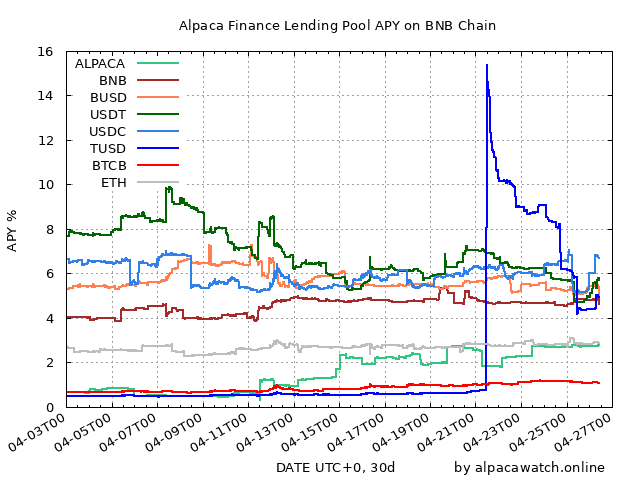 Alpaca Finance Lending Pool APY on BNB Chain
16
14
12
10
8
6
4
2
0
APY %
ALPACA
BNB
BUSD
USDT
USDC
TUSD
BTCB
ETH
04-03T00
04-05T00
04-07T00
04-09T00
04-11T00
04-13T00
04-15T00
04-17T00
04-19T00
04-21T00
04-23T00
04-25T00
04-27T00
DATE UTC+0, 30d
by alpacawatch.online